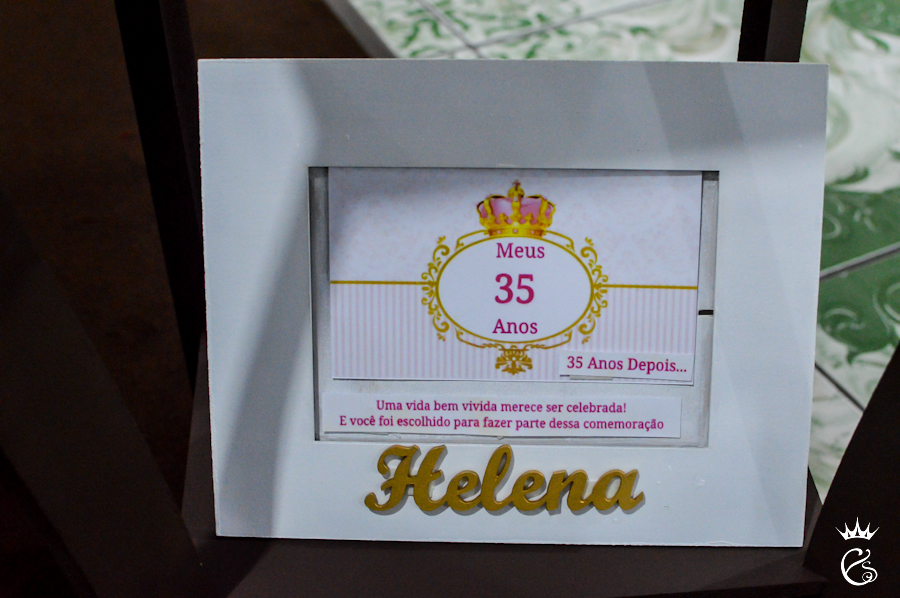 Meus
35
Anos
35 Anos Depois...
Uma vida bem vivida merece ser celebrada!
E você foi escolhido para fazer parte dessa comemoração
Helena